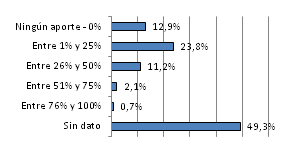 Ningún aporte - 0% 12,9%
Entre 1% y 25% 23,8%
Entre 26% y 50% 11,2%
Entre 51% y 75% 2,1%
Entre 76% y 100% 0,7%
Sin dato 49,3%